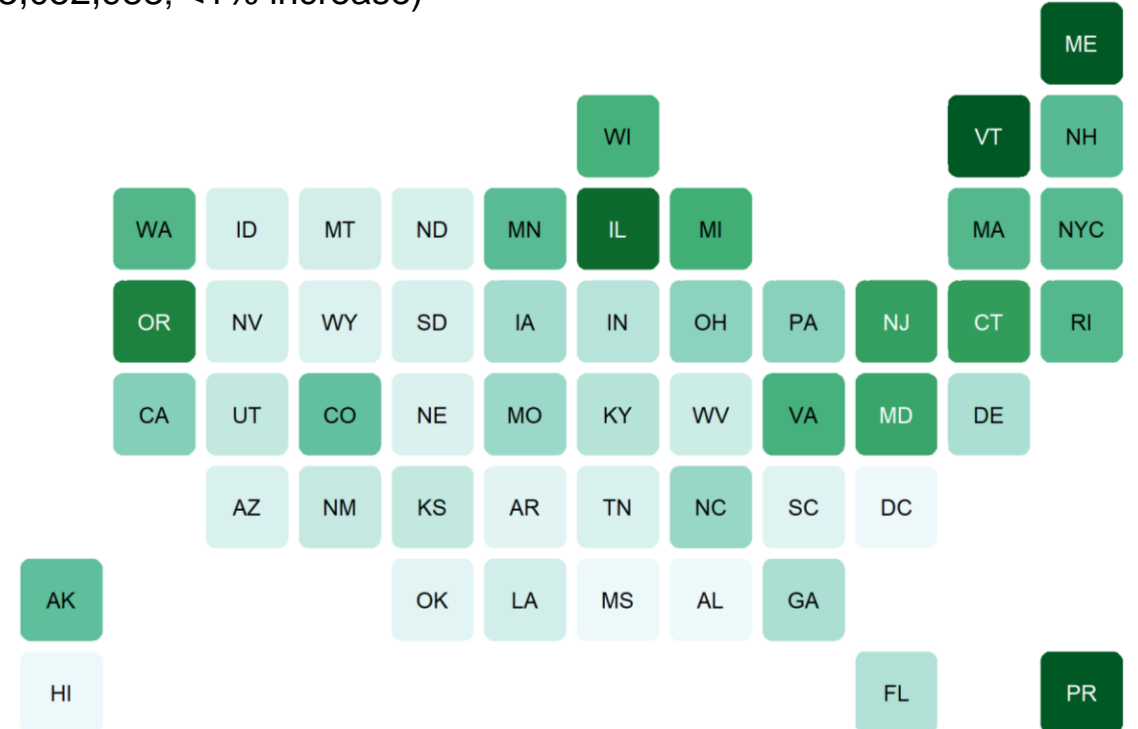 <1% increase)
ME
WI VT NH
WA ID MT ND MN IL MI MA NYC
OR NV WY SD IA IN OH PA NJ CT RI
CA UT CO NE MO KY WV VA MD DE
AZ NM KS AR TN NC SC DC
AK OK LA MS AL GA
HI FL PR